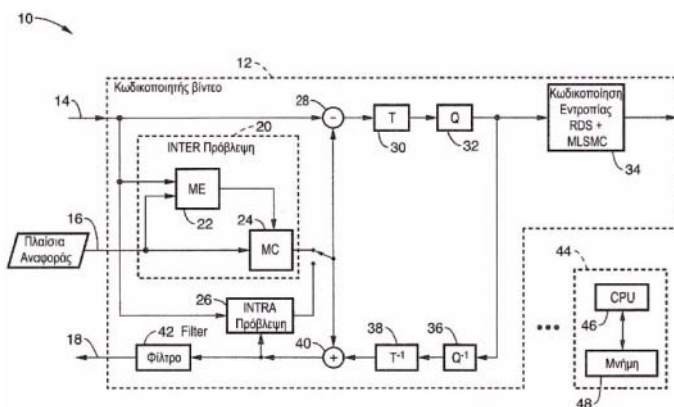 10
12
Κωδικοποιητής βίντεο
14
28
−
T
30
Q
32
Κωδικοποίηση
Εντροπίας
RDS +
MLSMC
34
20
INTER Πρόβλεψη
ME
22
24
MC
16
Πλαίσια
Αναφοράς
26
INTRA
Πρόβλεψη
18
42 Filter
Φίλτρο
40
+
38
T-1
36
Q-1
44
CPU
46
Μνήμη
48